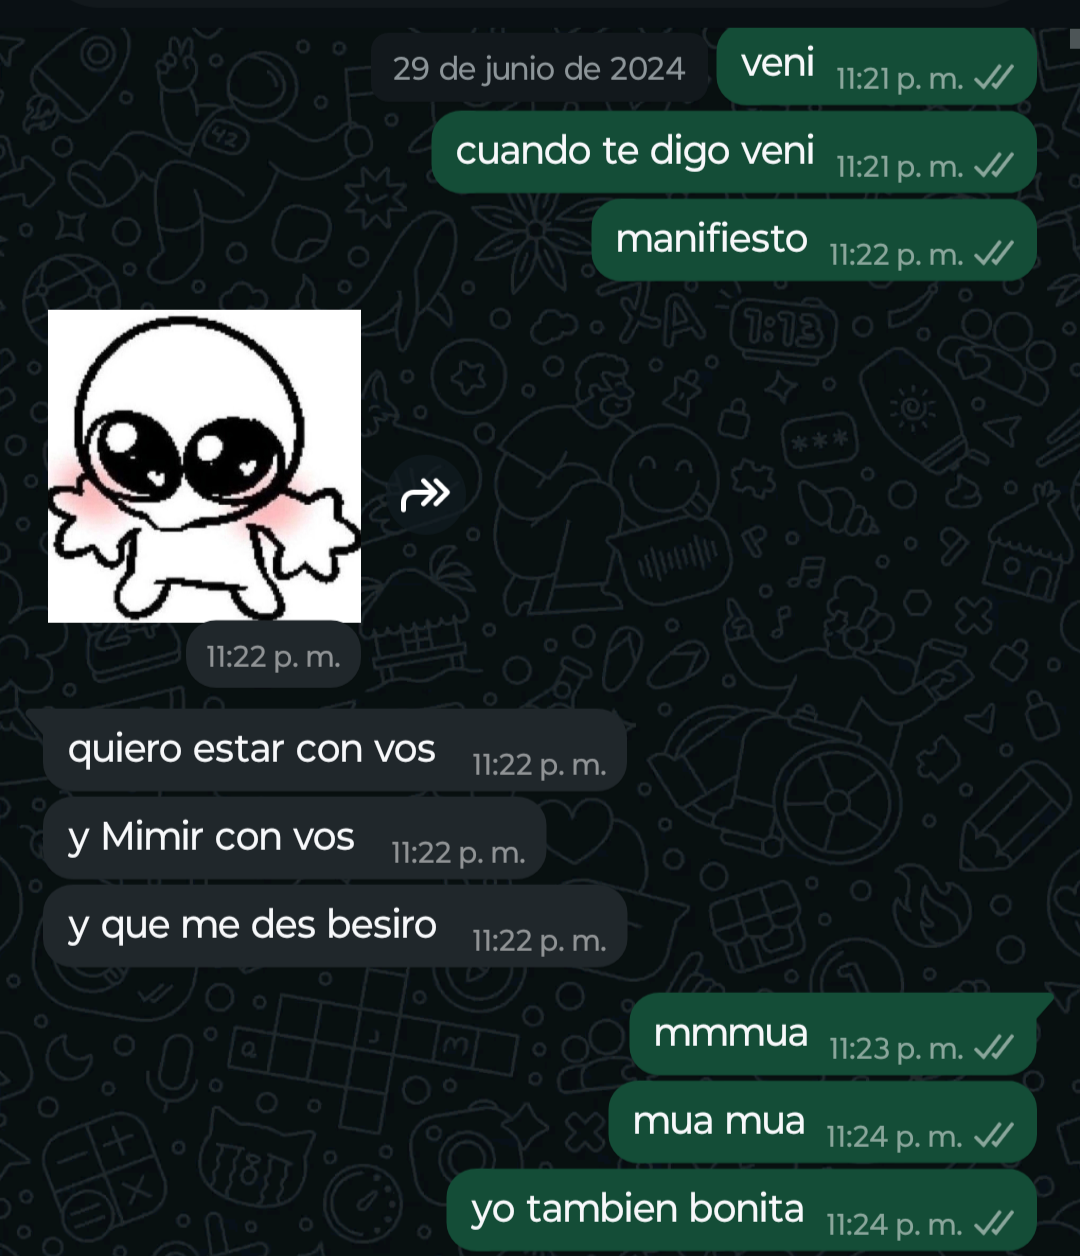 29 de junio de 2024
veni 11:21 p. m.
cuando te digo veni 11:21 p. m.
manifiesto 11:22 p. m.
11:22 p. m.
quiero estar con vos 11:22 p. m.
y Mimir con vos 11:22 p. m.
y que me des besiro 11:22 p. m.
mmmua 11:23 p. m.
mua mua 11:24 p. m.
yo tambien bonita 11:24 p. m.